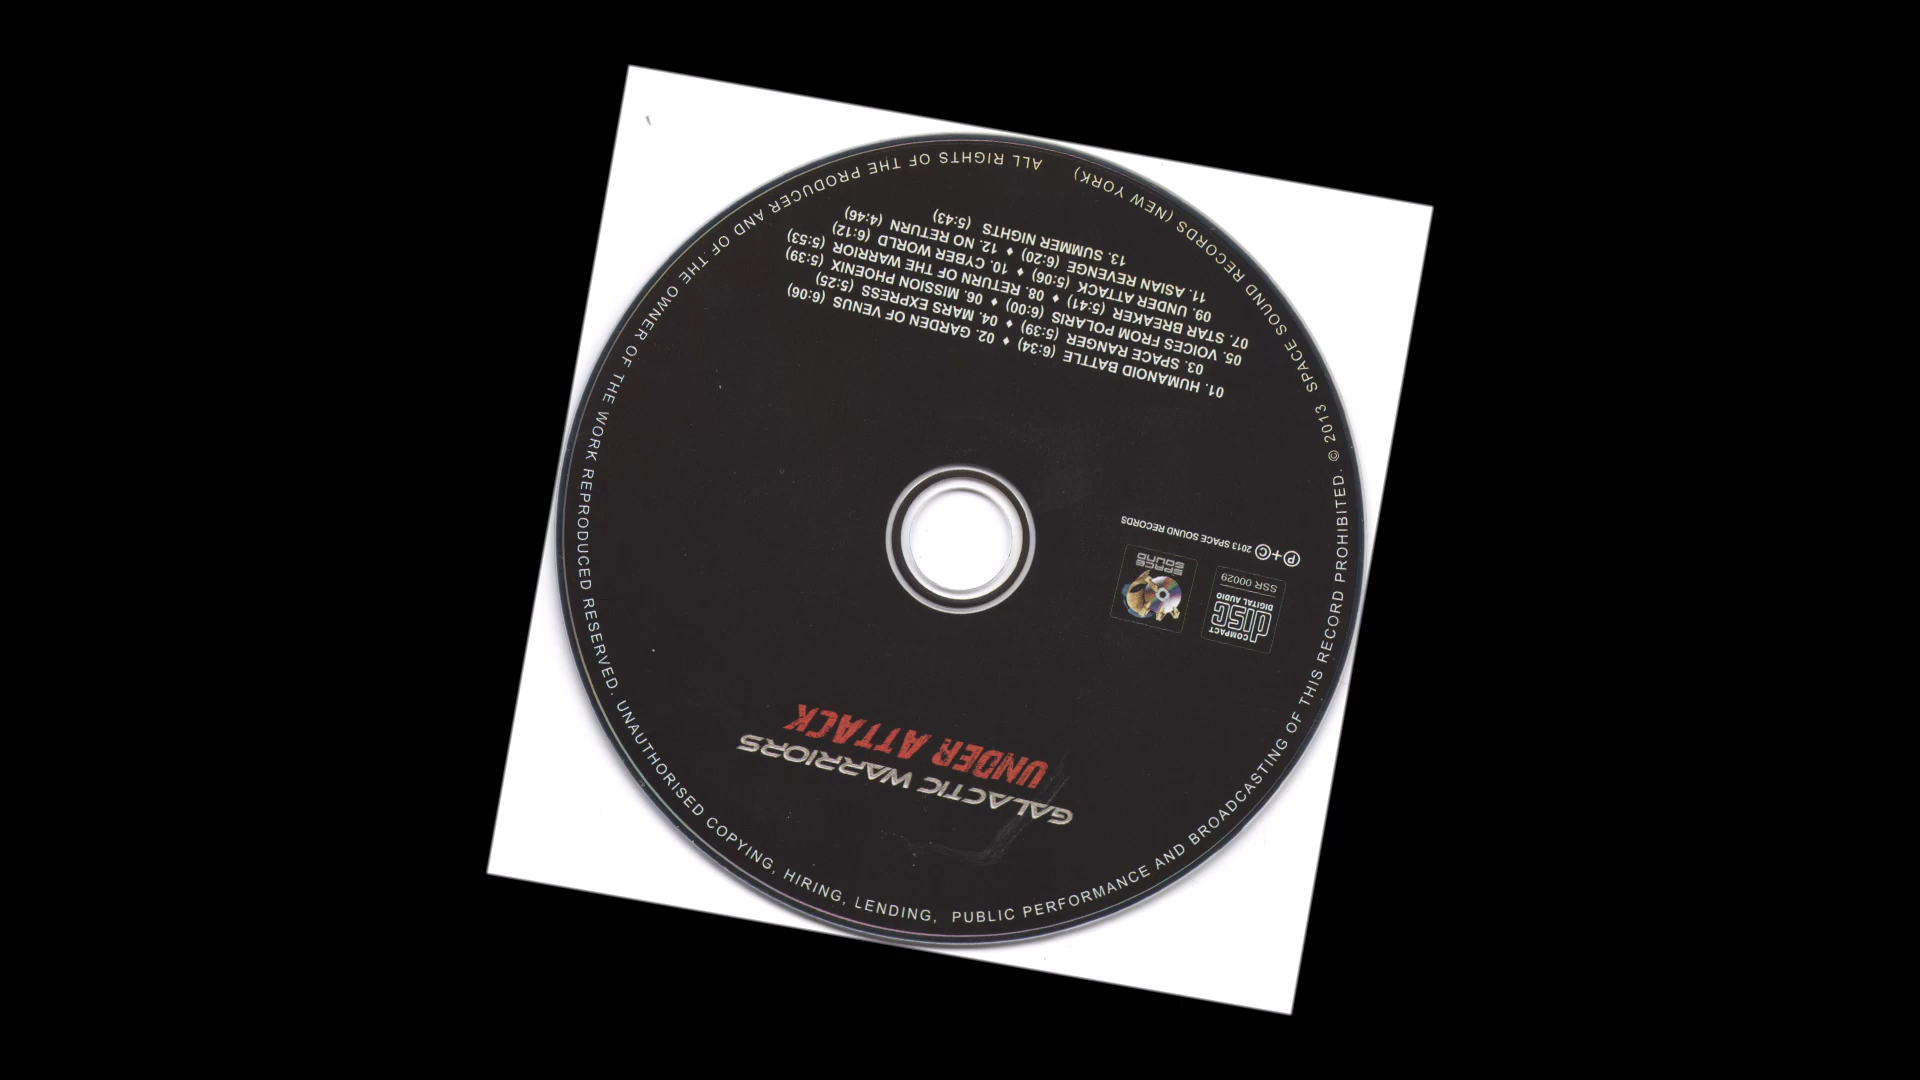 GALACTIC WARRIORS
UNDER ATTACK
COMPACT
disc
DIGITAL AUDIO
SSR 00029
SPACE
SOUND
P+C 2013 SPACE SOUND RECORDS
01. HUMANOID BATTLE (6:34) ♦ 02. GARDEN OF VENUS (6:06)
03. SPACE RANGER (5:39) ♦ 04. MARS EXPRESS (5:25)
05. VOICES FROM POLARIS (6:00) ♦ 06. MISSION PHOENIX (5:39)
07. STAR BREAKER (5:41) ♦ 08. RETURN OF THE WARRIOR (5:53)
09. UNDER ATTACK (5:06) ♦ 10. CYBER WORLD (6:12)
11. ASIAN REVENGE (6:20) ♦ 12. NO RETURN (4:46)
13. SUMMER NIGHTS (5:43)
ALL RIGHTS OF THE PRODUCER AND OF THE OWNER OF THE WORK REPRODUCED RESERVED. UNAUTHORISED COPYING, HIRING, LENDING, PUBLIC PERFORMANCE AND BROADCASTING OF THIS RECORD PROHIBITED. © 2013 SPACE SOUND RECORDS (NEW YORK)